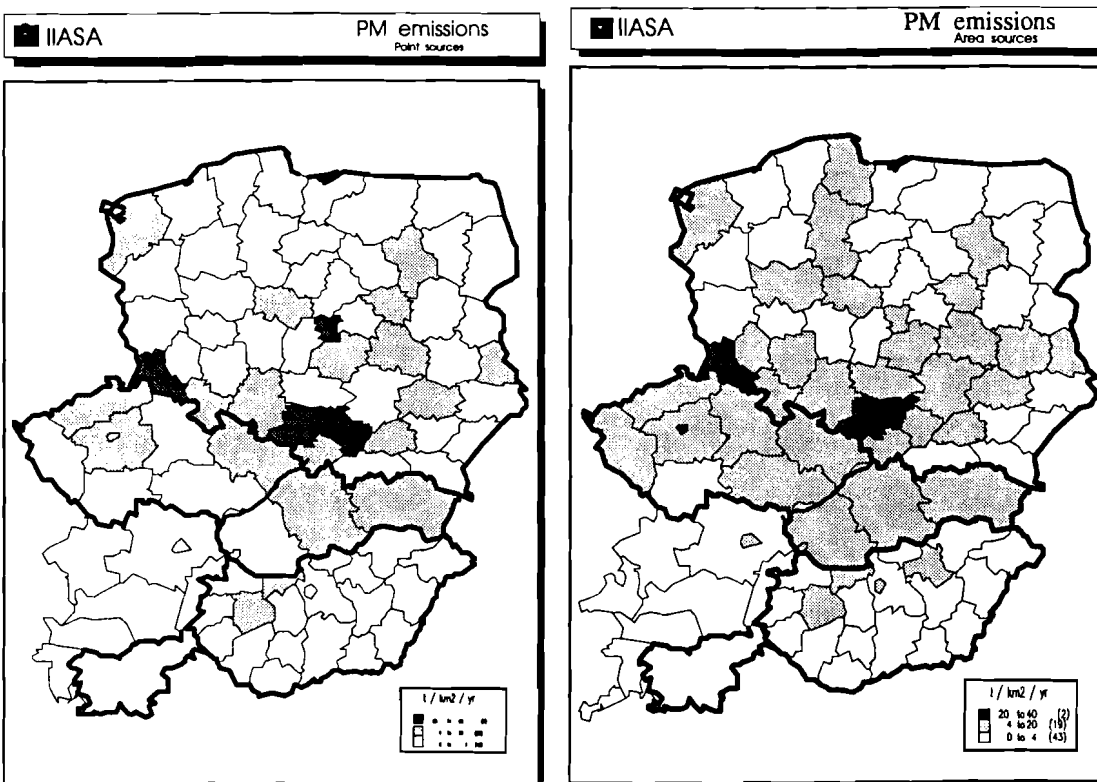 IIASA
PM emissions
Point sources
t / km2 / yr
IIASA
PM emissions
Area sources
t / km2 / yr
20 to 40 (2)
4 to 20 (19)
0 to 4 (43)